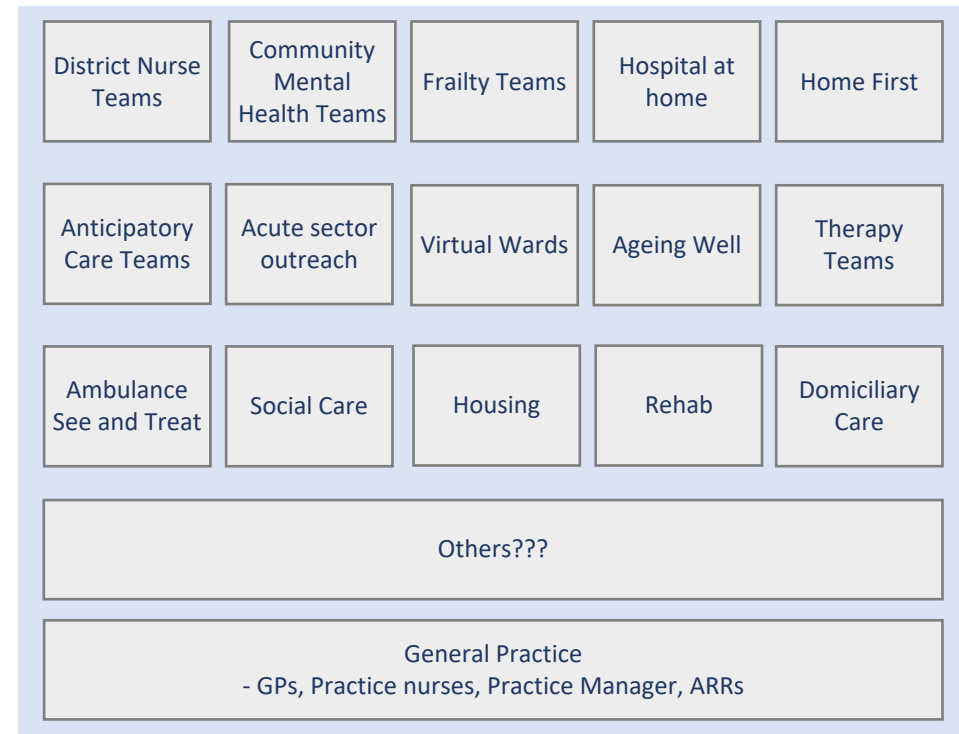 District Nurse
Teams
Community
Mental
Health Teams
Frailty Teams
Hospital at
home
Home First
Anticipatory
Care Teams
Acute sector
outreach
Virtual Wards
Ageing Well
Therapy
Teams
Ambulance
See and Treat
Social Care
Housing
Rehab
Domiciliary
Care
Others???
General Practice
- GPs, Practice nurses, Practice Manager, ARRs